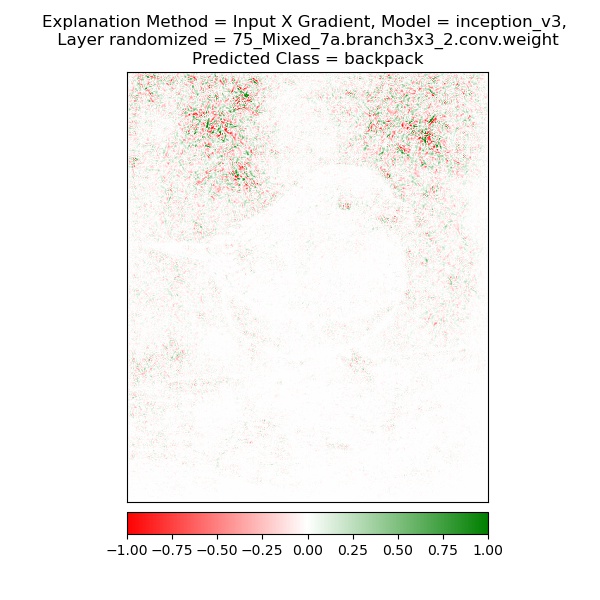 Explanation Method = Input X Gradient, Model = inception_v3,
Layer randomized = 75_Mixed_7a.branch3x3_2.conv.weight
Predicted Class = backpack
−1.00 −0.75 −0.50 −0.25 0.00 0.25 0.50 0.75 1.00